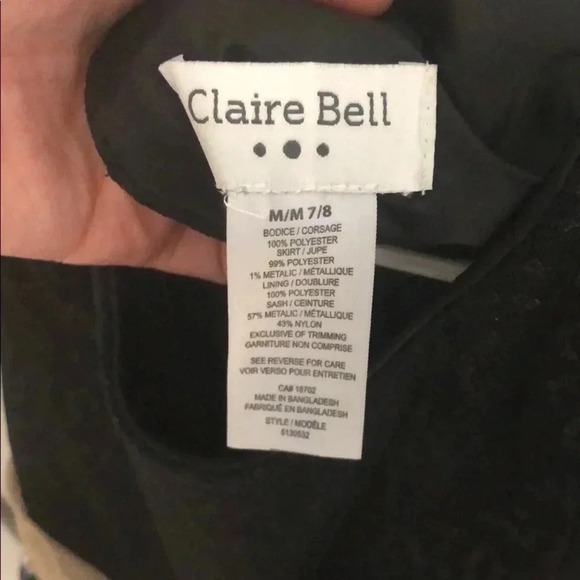 Claire Bell
M/M 7/8
BODICE / CORSAGE
100% POLYESTER
SKIRT / JUPE
99% POLYESTER
1% METALIC / MÉTALLIQUE
LINING / DOUBLURE
100% POLYESTER
SASH / CEINTURE
57% METALIC / MÉTALLIQUE
43% NYLON
EXCLUSIVE OF TRIMMING
GARNITURE NON COMPRISE
SEE REVERSE FOR CARE
VOIR VERSO POUR ENTRETIEN
CA# 18702
MADE IN BANGLADESH
FABRIQUÉ EN BANGLADESH
STYLE / MODÈLE
5130532